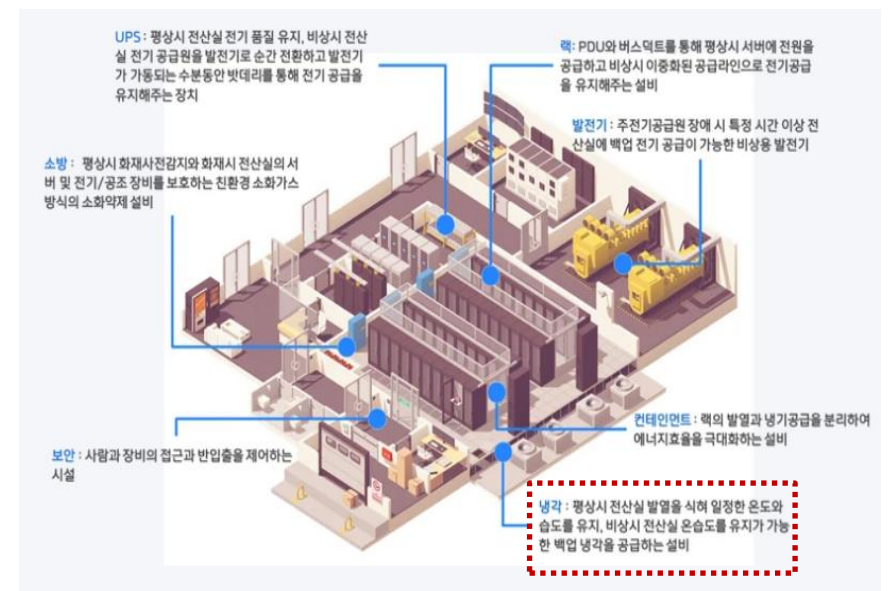 UPS : 평상시 전산실 전기 품질 유지, 비상시 전산
실 전기 공급원을 발전기로 순간 전환하고 발전기
가 가동되는 수분동안 밧데리를 통해 전기 공급을
유지해주는 장치
랙: PDU와 버스덕트를 통해 평상시 서버에 전원을
공급하고 비상시 이중화된 공급라인으로 전기공급
을 유지해주는 설비
발전기 : 주전기공급원 장애 시 특정 시간 이상 전
산실에 백업 전기 공급이 가능한 비상용 발전기
소방 : 평상시 화재사전감지와 화재시 전산실의 서
버 및 전기/공조 장비를 보호하는 친환경 소화가스
방식의 소화약제 설비
컨테인먼트 : 랙의 발열과 냉기공급을 분리하여
에너지효율을 극대화하는 설비
보안 : 사람과 장비의 접근과 반입출을 제어하는
시설
냉각 : 평상시 전산실 발열을 식혀 일정한 온도와
습도를 유지, 비상시 전산실 온습도를 유지가 가능
한 백업 냉각을 공급하는 설비